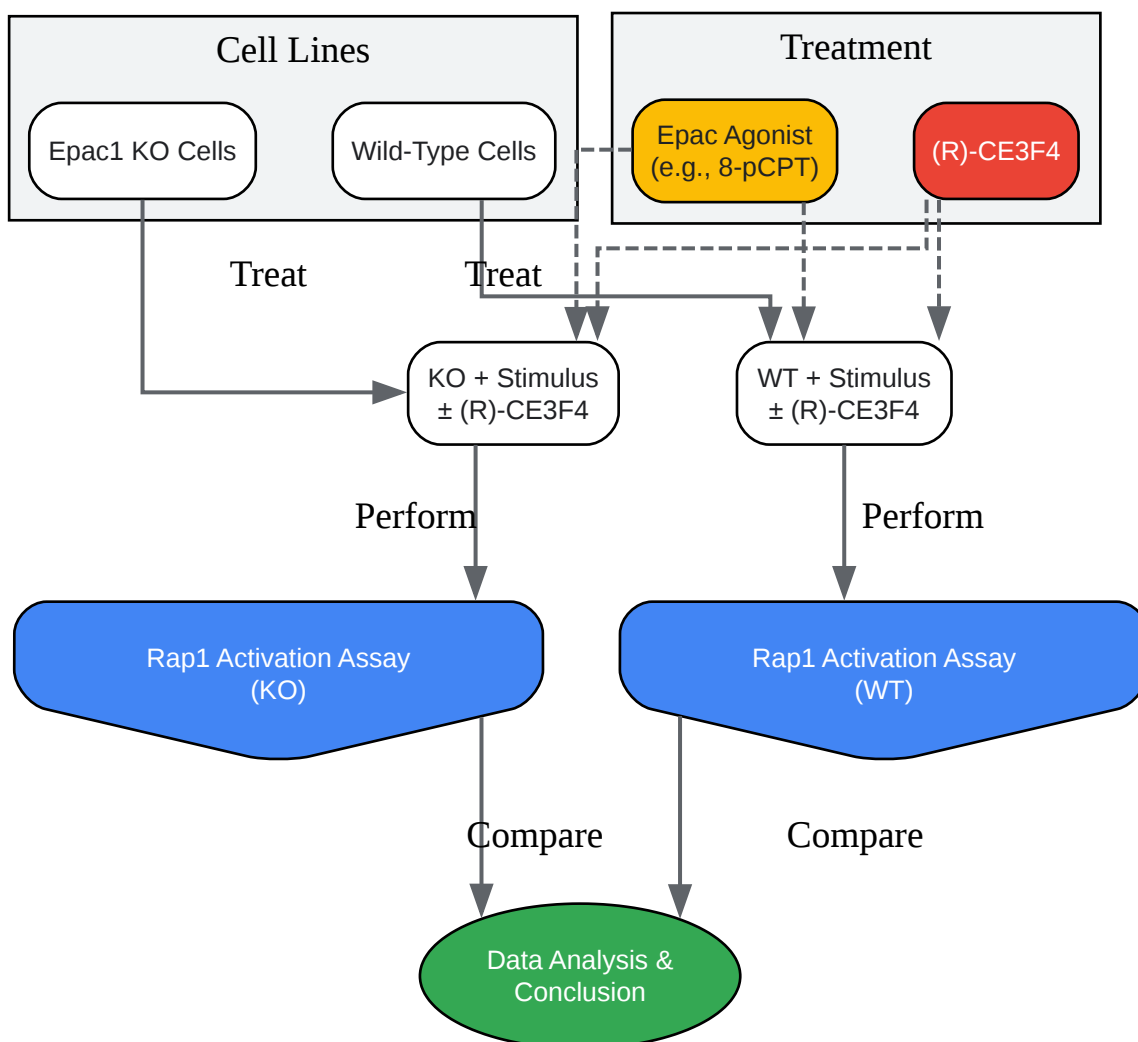 Cell Lines
Treatment
Epac1 KO Cells
Wild-Type Cells
Epac Agonist
(e.g., 8-pCPT)
(R)-CE3F4
Treat
Treat
KO + Stimulus
± (R)-CE3F4
WT + Stimulus
± (R)-CE3F4
Perform
Perform
Rap1 Activation Assay
(KO)
Rap1 Activation Assay
(WT)
Compare
Compare
Data Analysis &
Conclusion